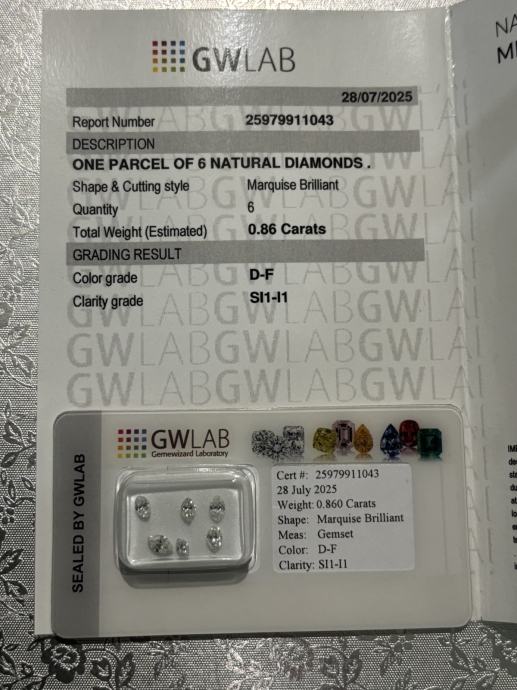 NA
M
GWLAB
28/07/2025
Report Number 25979911043
DESCRIPTION
ONE PARCEL OF 6 NATURAL DIAMONDS .
Shape & Cutting style Marquise Brilliant
Quantity 6
Total Weight (Estimated) 0.86 Carats
GRADING RESULT
Color grade D-F
Clarity grade SI1-I1
SEALED BY GWLAB
GWLAB
Gemewizard Laboratory
Cert #: 25979911043
28 July 2025
Weight: 0.860 Carats
Shape: Marquise Brilliant
Meas: Gemset
Color: D-F
Clarity: SI1-I1